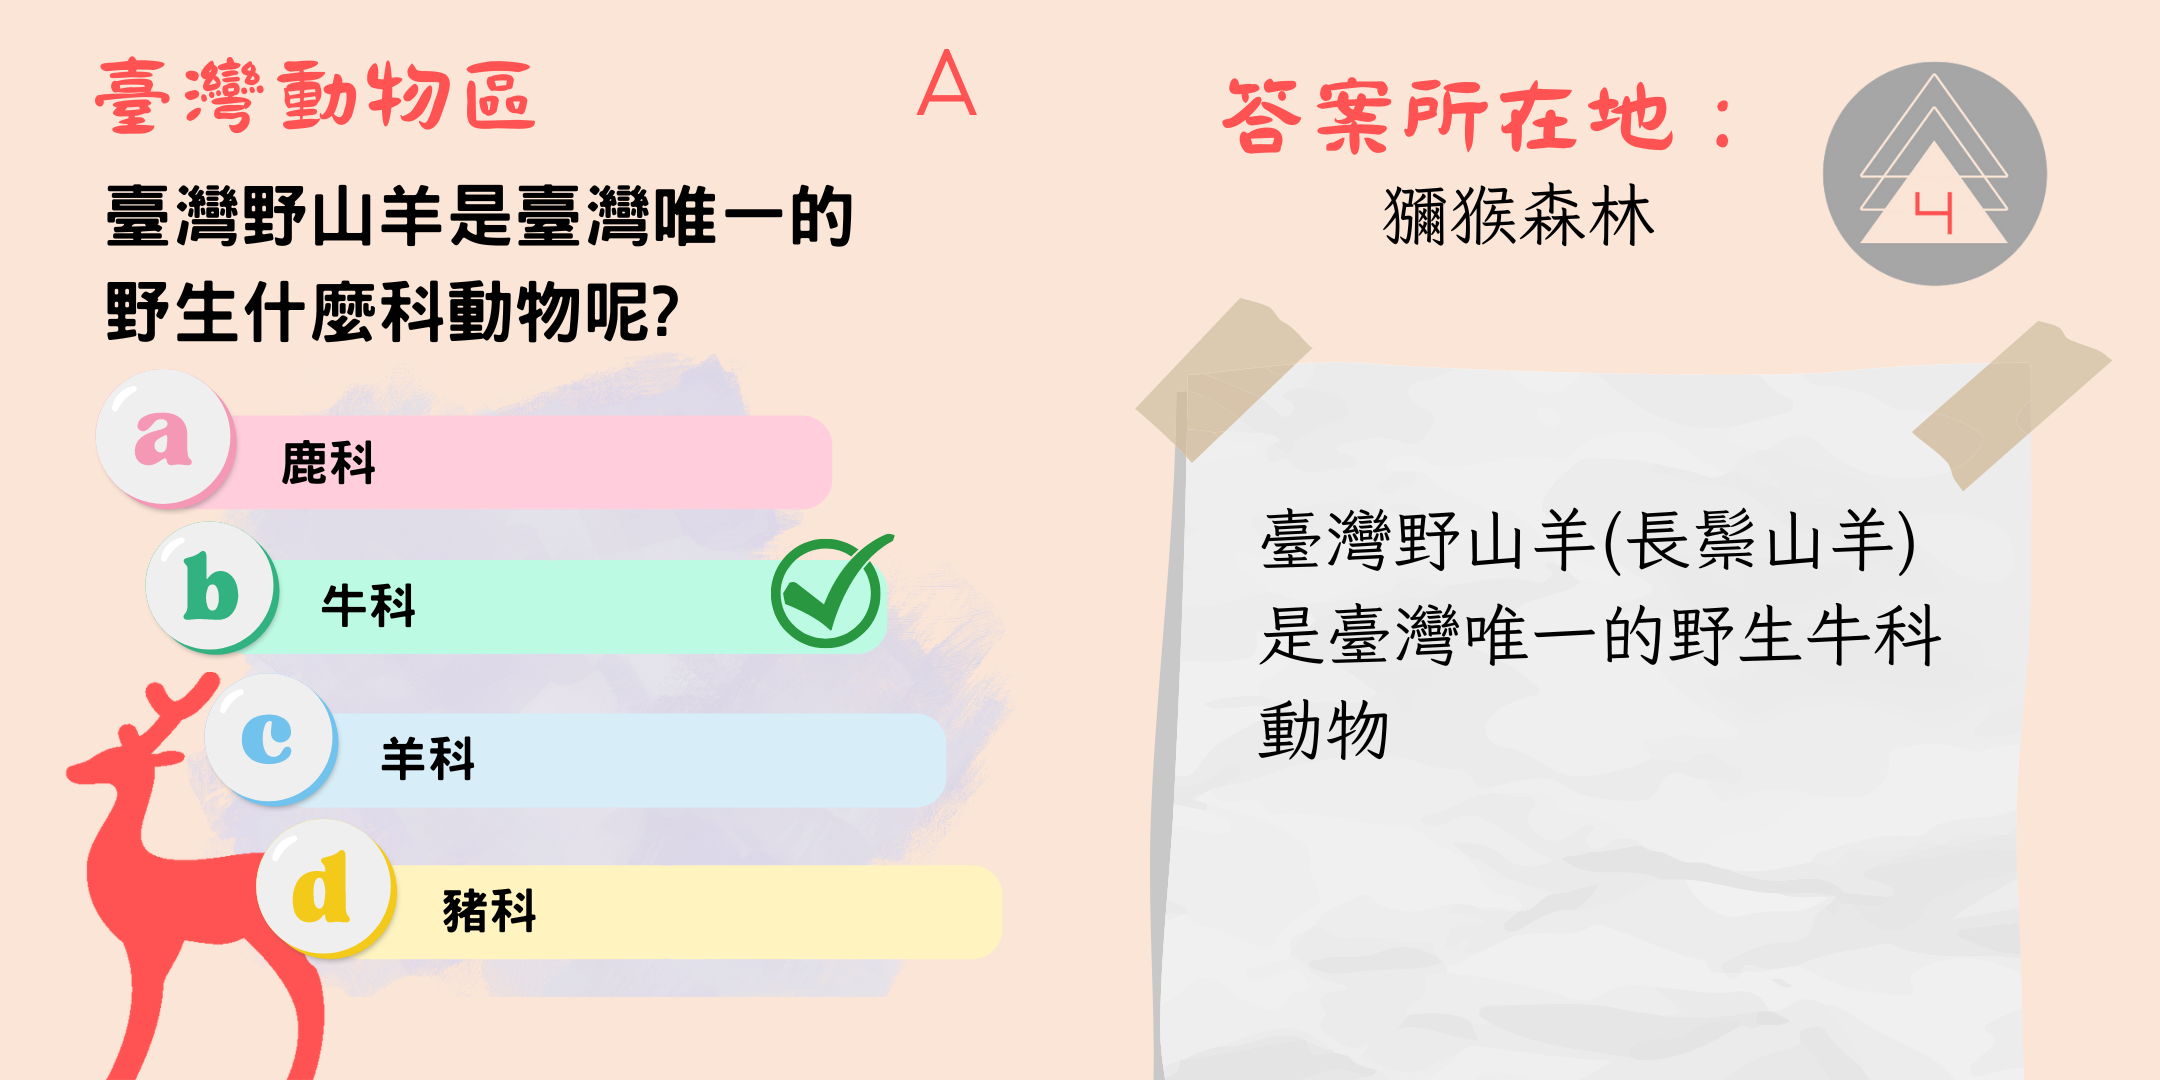 臺灣動物區
A
臺灣野山羊是臺灣唯一的
野生什麼科動物呢?
a
鹿科
b
牛科
c
羊科
d
豬科
答案所在地：
獼猴森林
4
臺灣野山羊(長鬃山羊)
是臺灣唯一的野生牛科
動物